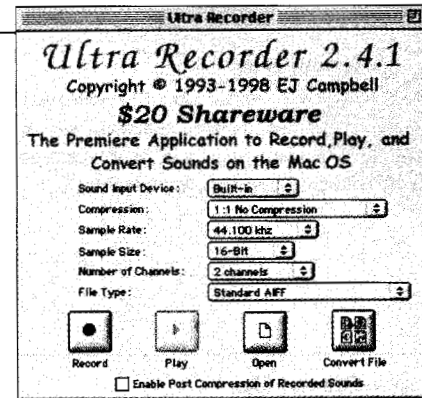 Ultra Recorder
Ultra Recorder 2.4.1
Copyright © 1993-1998 EJ Campbell
$20 Shareware
The Premiere Application to Record,Play, and
Convert Sounds on the Mac OS
Sound Input Device: Built-in
Compression: 1:1 No Compression
Sample Rate: 44.100 khz
Sample Size: 16-Bit
Number of Channels: 2 channels
File Type: Standard AIFF
Record Play Open Convert File
Enable Post Compression of Recorded Sounds